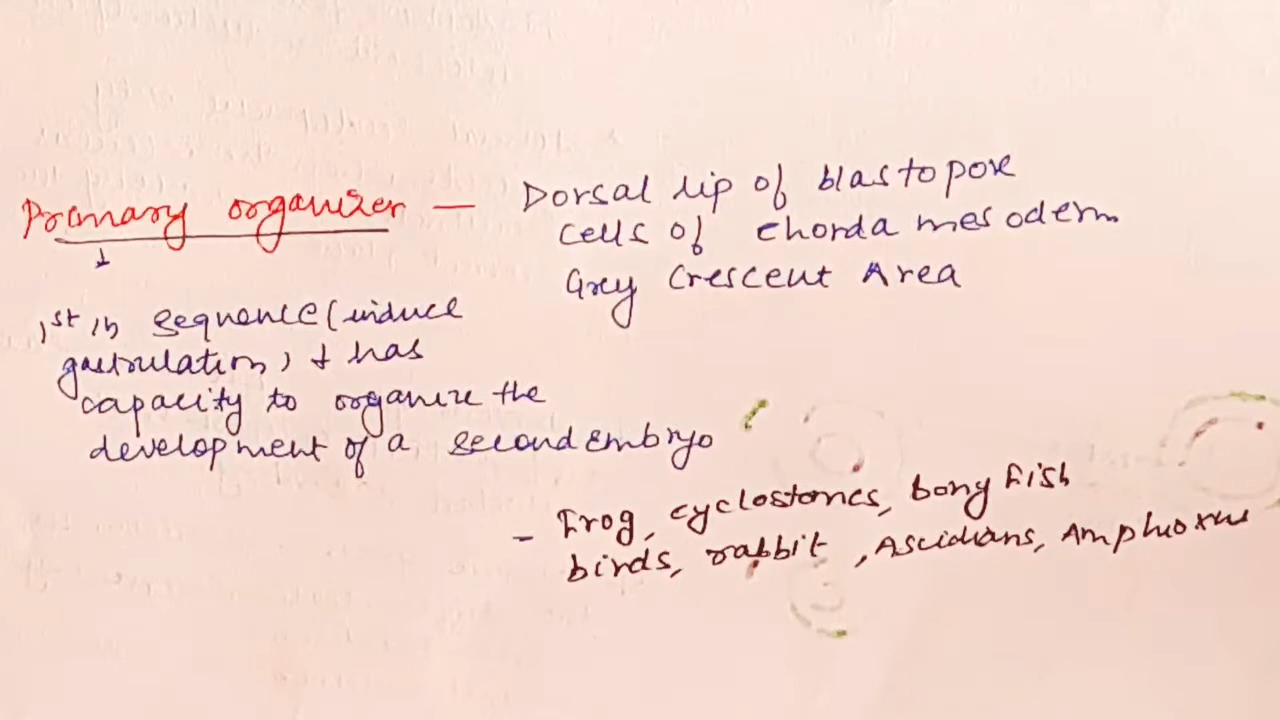 Primary organizer — Dorsal lip of blastopore
cells of chorda mesoderm
Grey Crescent Area
1st in sequence (induce
gastrulation) & has
capacity to organize the
development of a second Embryo
- Frog, cyclostomes, bony Fish
birds, rabbit, Ascidians, Amphioxus